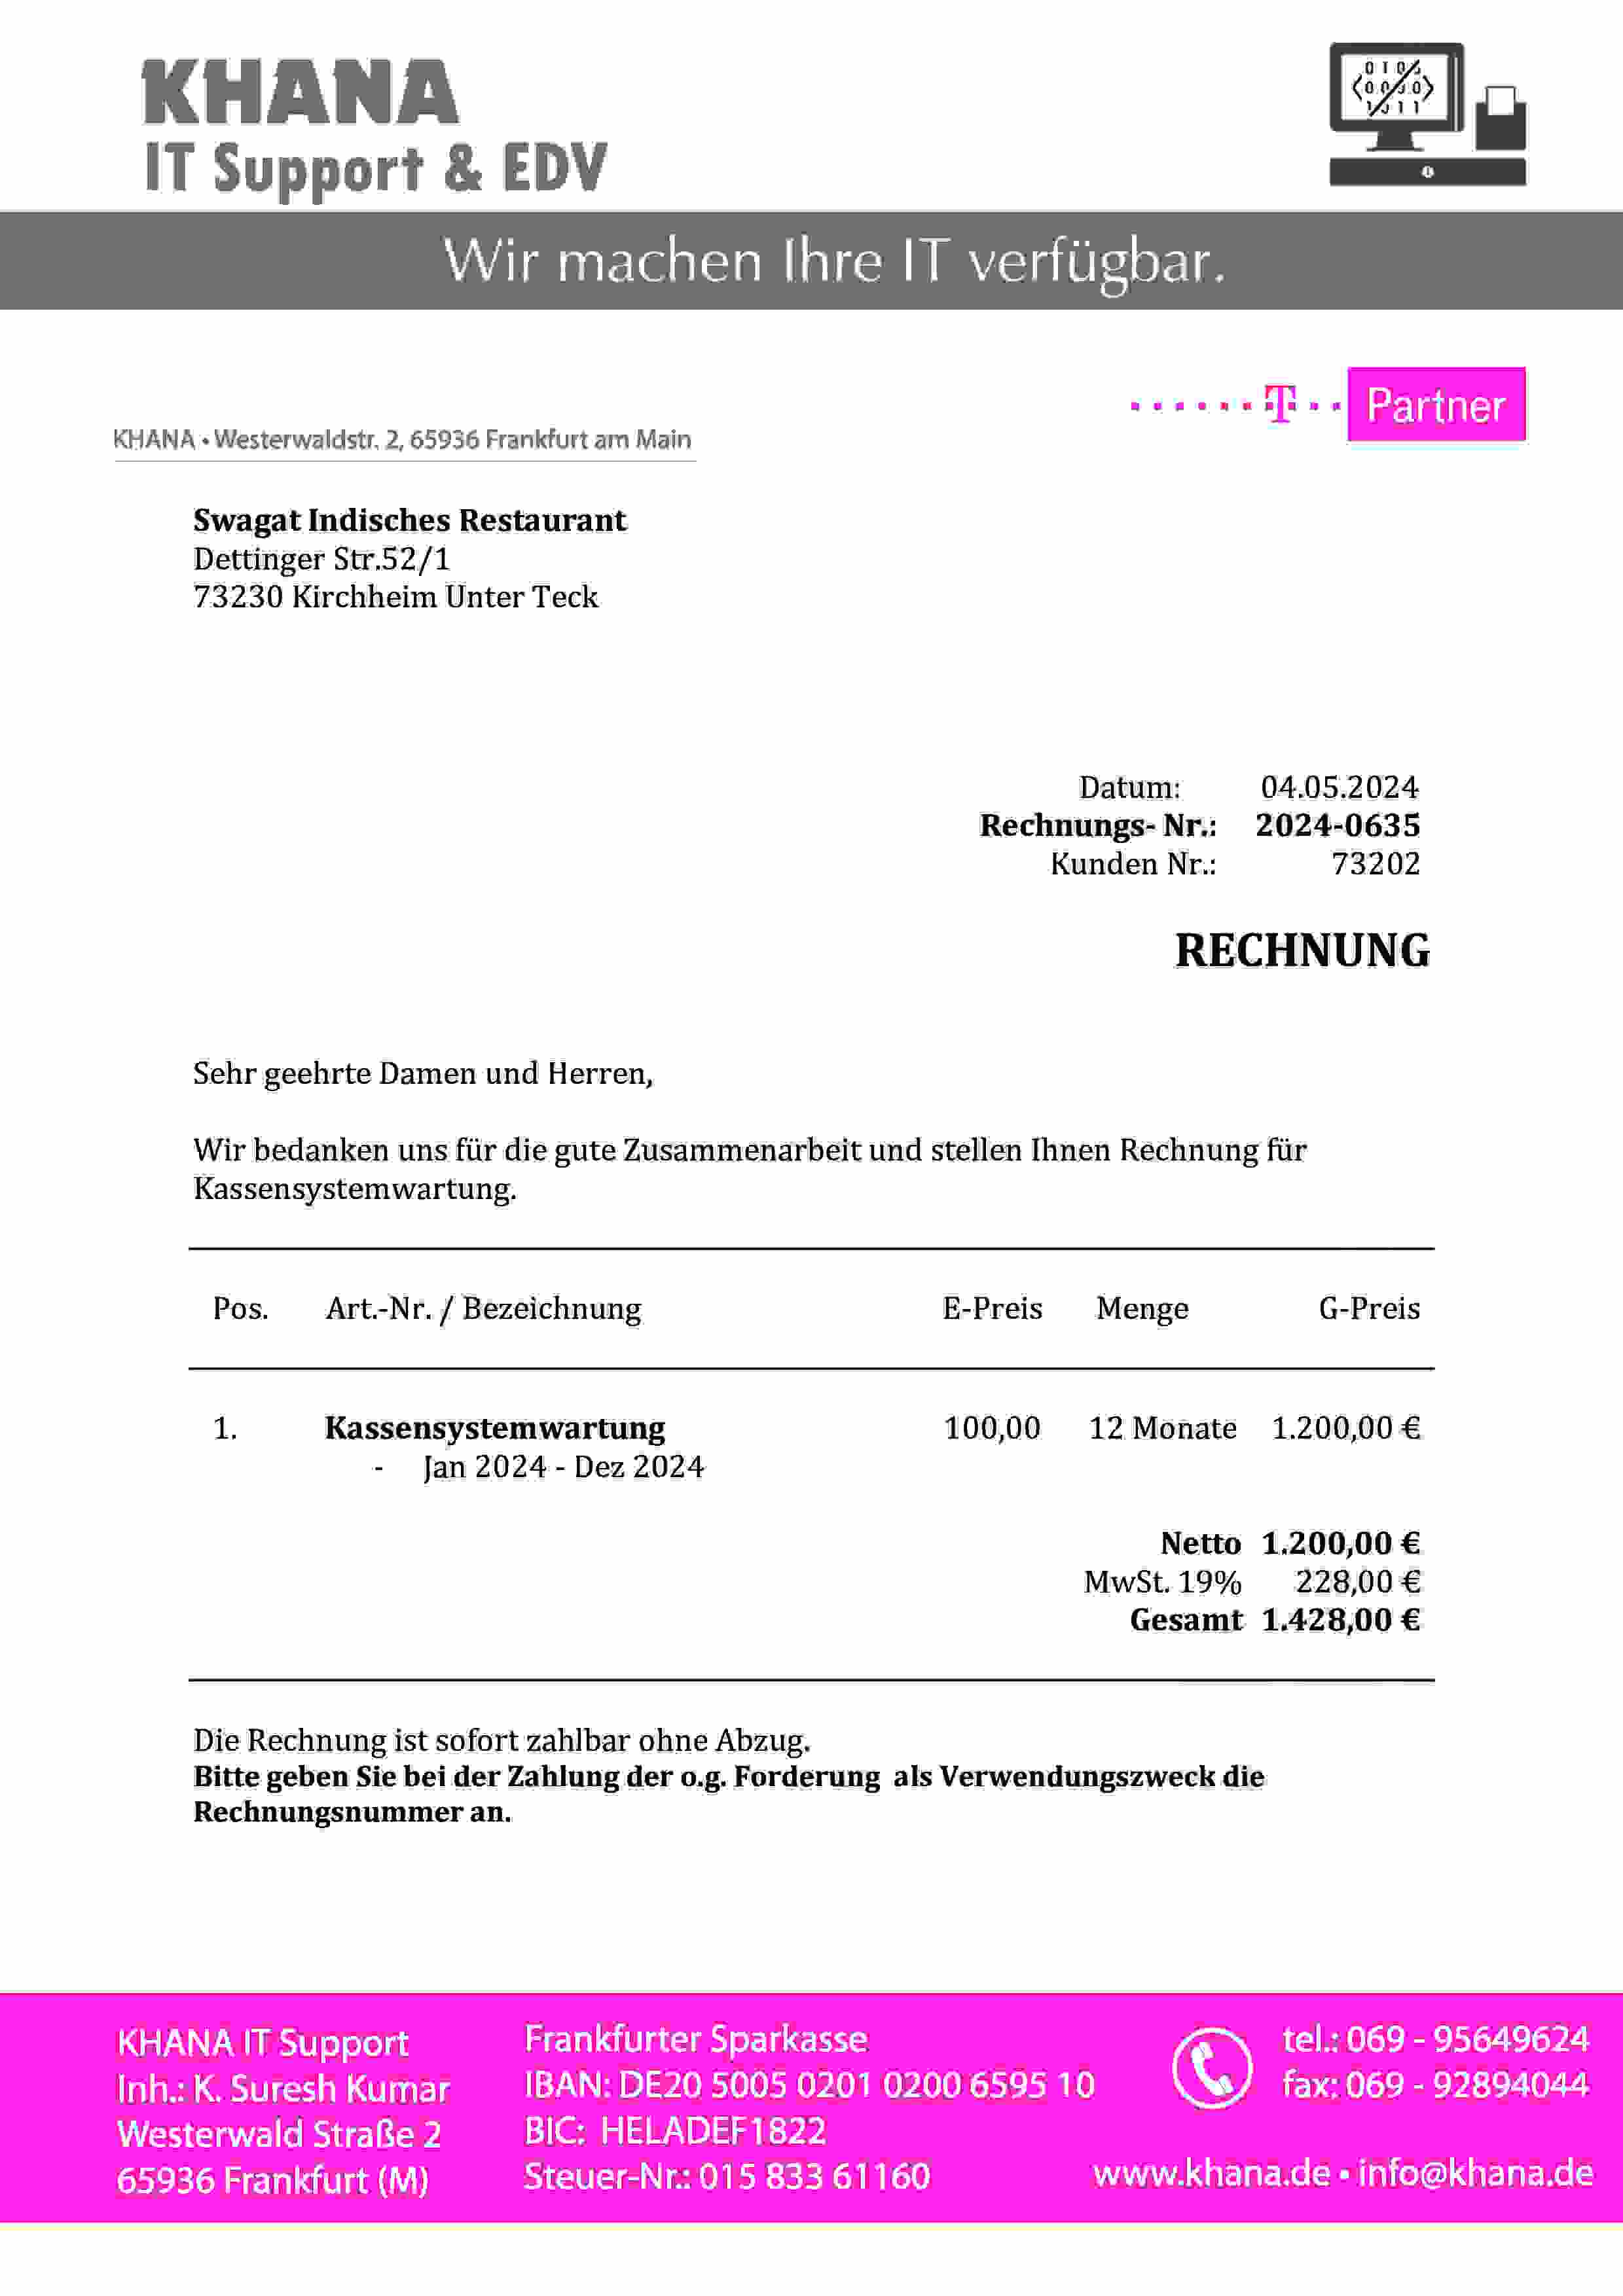 KHANA
IT Support & EDV
Wir machen Ihre IT verfügbar.
T Partner
KHANA • Westerwaldstr. 2, 65936 Frankfurt am Main
Swagat Indisches Restaurant
Dettinger Str.52/1
73230 Kirchheim Unter Teck
Datum: 04.05.2024
Rechnungs- Nr.: 2024-0635
Kunden Nr.: 73202
RECHNUNG
Sehr geehrte Damen und Herren,
Wir bedanken uns für die gute Zusammenarbeit und stellen Ihnen Rechnung für
Kassensystemwartung.
Pos. Art.-Nr. / Bezeichnung E-Preis Menge G-Preis
1. Kassensystemwartung 100,00 12 Monate 1.200,00 €
- Jan 2024 - Dez 2024
Netto 1.200,00 €
MwSt. 19% 228,00 €
Gesamt 1.428,00 €
Die Rechnung ist sofort zahlbar ohne Abzug.
Bitte geben Sie bei der Zahlung der o.g. Forderung als Verwendungszweck die
Rechnungsnummer an.
KHANA IT Support
Inh.: K. Suresh Kumar
Westerwald Straße 2
65936 Frankfurt (M)
Frankfurter Sparkasse
IBAN: DE20 5005 0201 0200 6595 10
BIC: HELADEF1822
Steuer-Nr.: 015 833 61160
tel.: 069 - 95649624
fax: 069 - 92894044
www.khana.de • info@khana.de